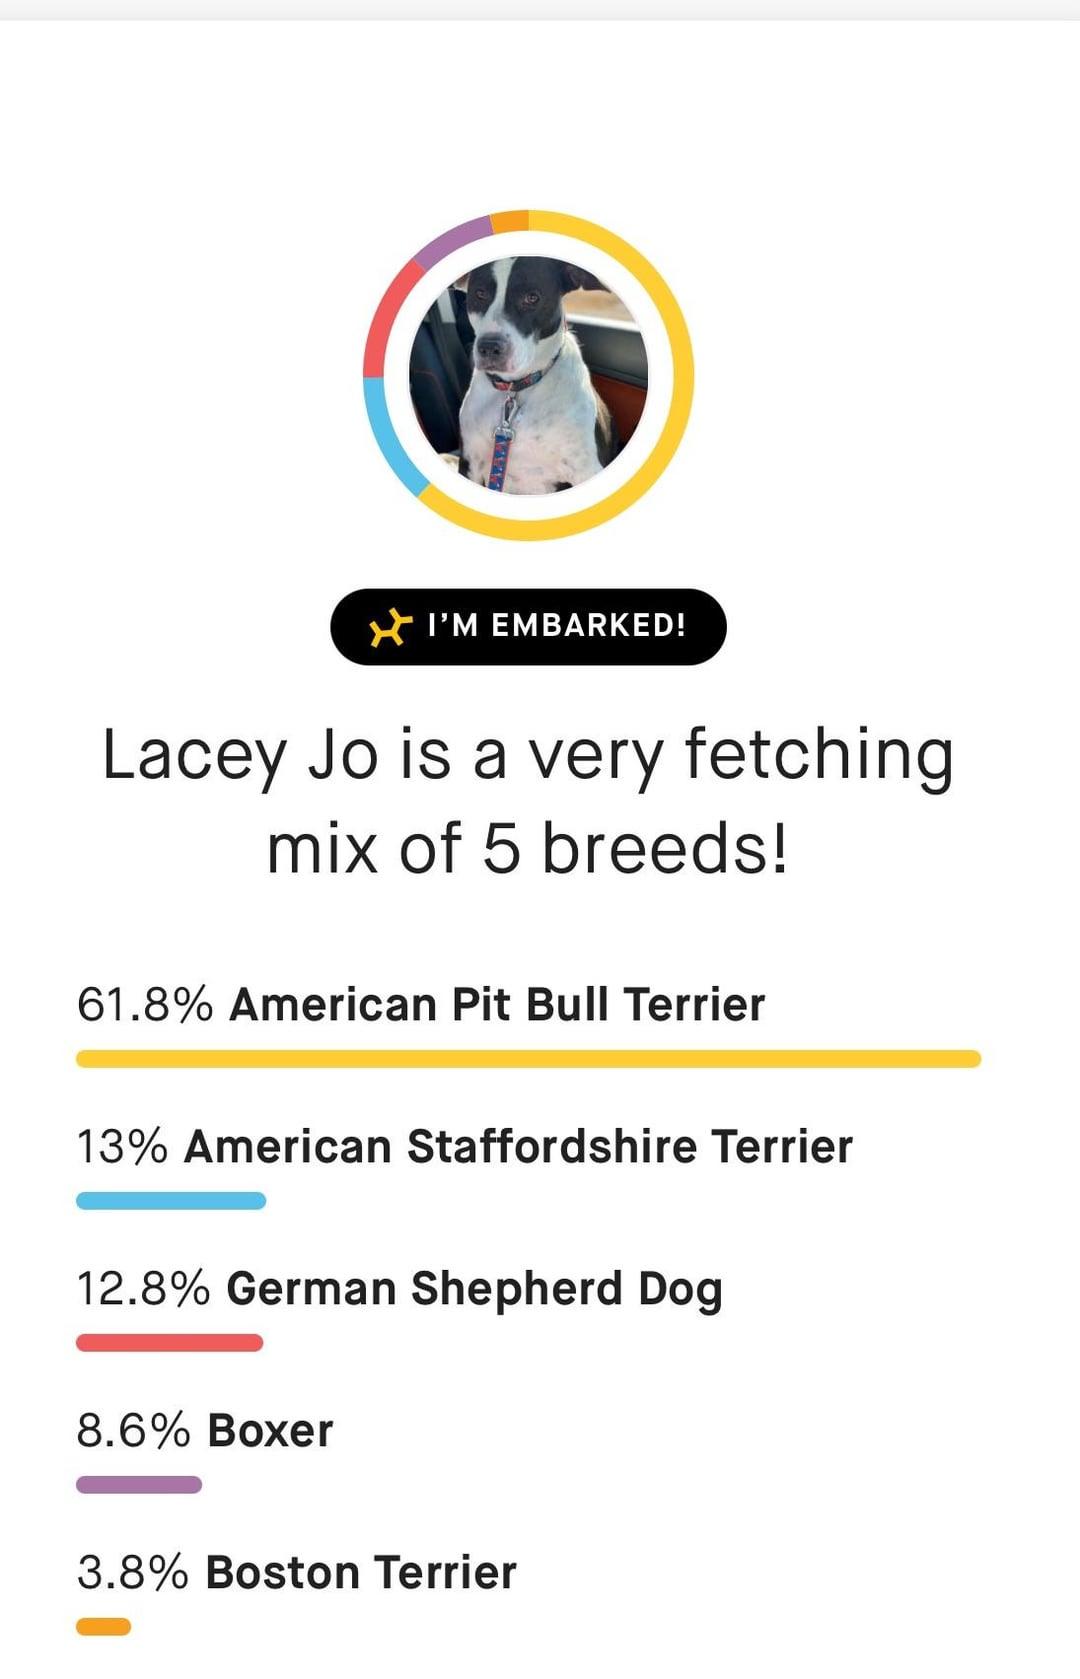 I’M EMBARKED!
Lacey Jo is a very fetching
mix of 5 breeds!
61.8% American Pit Bull Terrier
13% American Staffordshire Terrier
12.8% German Shepherd Dog
8.6% Boxer
3.8% Boston Terrier